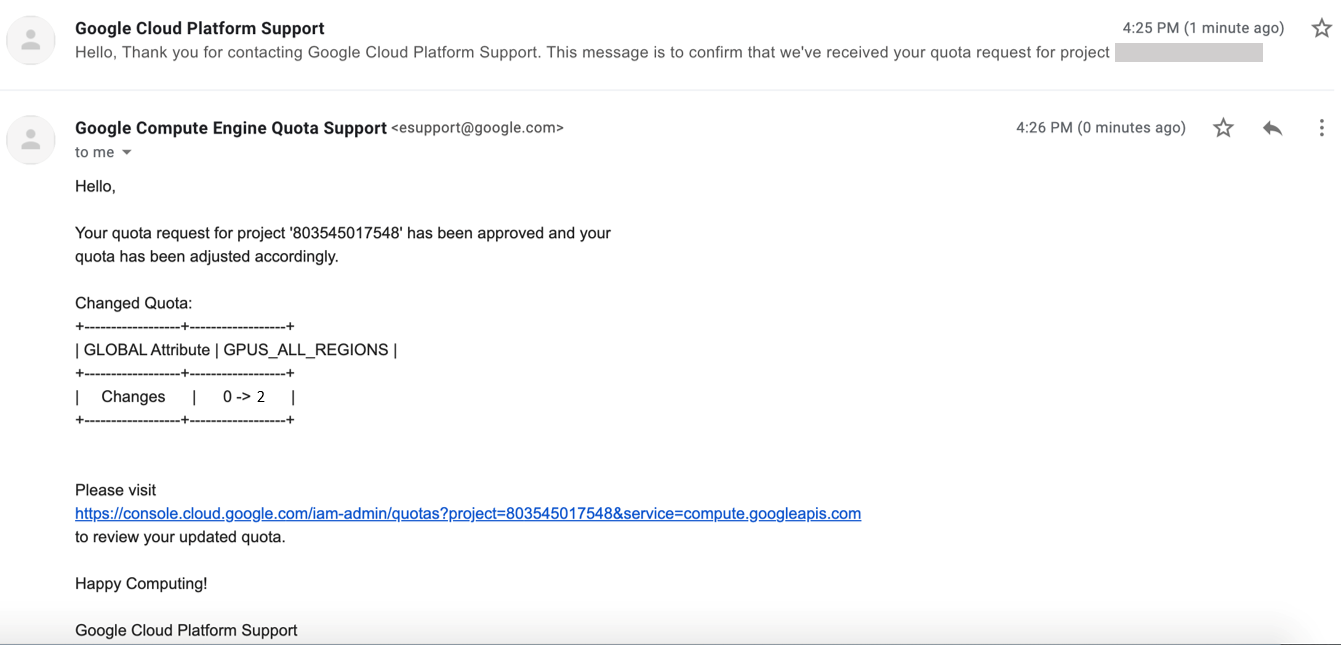 Google Cloud Platform Support 4:25 PM (1 minute ago)
Hello, Thank you for contacting Google Cloud Platform Support. This message is to confirm that we've received your quota request for project
Google Compute Engine Quota Support <esupport@google.com> 4:26 PM (0 minutes ago)
to me
Hello,
Your quota request for project '803545017548' has been approved and your
quota has been adjusted accordingly.
Changed Quota:
+------------------+------------------+
| GLOBAL Attribute | GPUS_ALL_REGIONS |
+------------------+------------------+
| Changes | 0 -> 2 |
+------------------+------------------+
Please visit
https://console.cloud.google.com/iam-admin/quotas?project=803545017548&service=compute.googleapis.com
to review your updated quota.
Happy Computing!
Google Cloud Platform Support